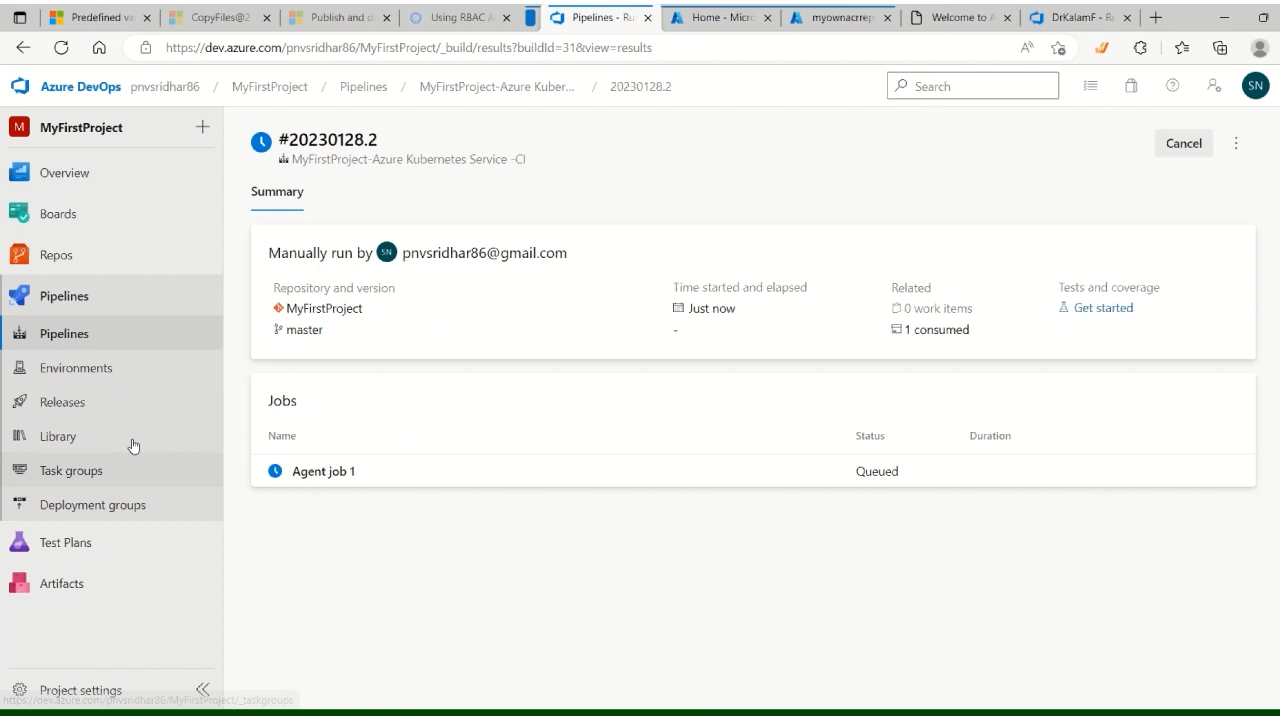 Predefined va
CopyFiles@2
Publish and d
Using RBAC A
Pipelines - Ru
Home - Micro
myownacrrep
Welcome to A
DrKalamF - R
https://dev.azure.com/pnvsridhar86/MyFirstProject/_build/results?buildId=31&view=results
Azure DevOps pnvsridhar86 / MyFirstProject / Pipelines / MyFirstProject-Azure Kuber... / 20230128.2
Search
SN
M MyFirstProject
Overview
Boards
Repos
Pipelines
Pipelines
Environments
Releases
Library
Task groups
Deployment groups
Test Plans
Artifacts
Project settings
https://dev.azure.com/pnvsridhar86/MyFirstProject/_taskgroups
#20230128.2
MyFirstProject-Azure Kubernetes Service -CI
Cancel
Summary
Manually run by SN pnvsridhar86@gmail.com
Repository and version
MyFirstProject
master
Time started and elapsed
Just now
-
Related
0 work items
1 consumed
Tests and coverage
Get started
Jobs
Name Status Duration
Agent job 1 Queued